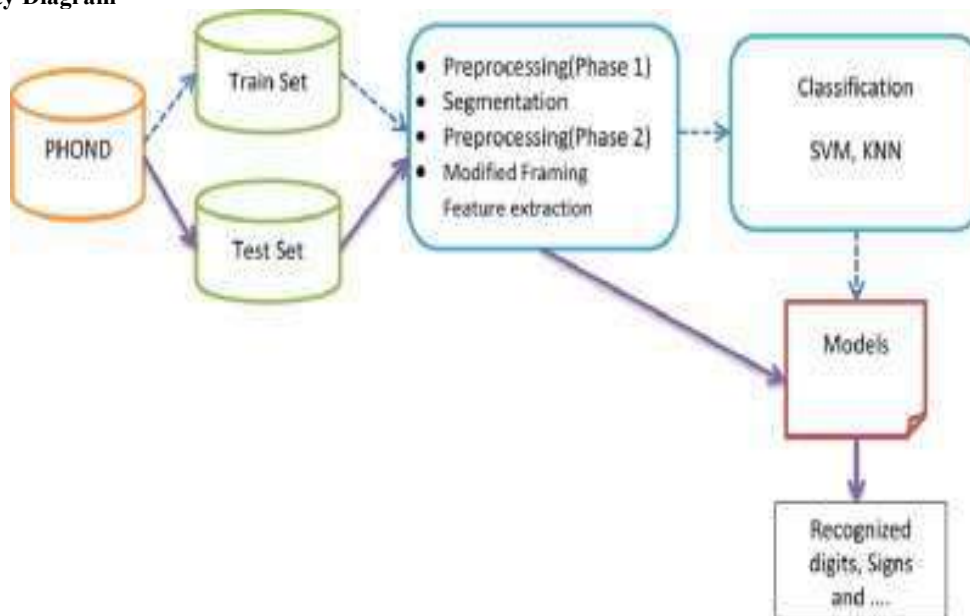 y Diagram
PHOND
Train Set
Test Set
• Preprocessing(Phase 1)
• Segmentation
• Preprocessing(Phase 2)
• Modified Framing
Feature extraction
Classification
SVM, KNN
Models
Recognized
digits, Signs
and ....